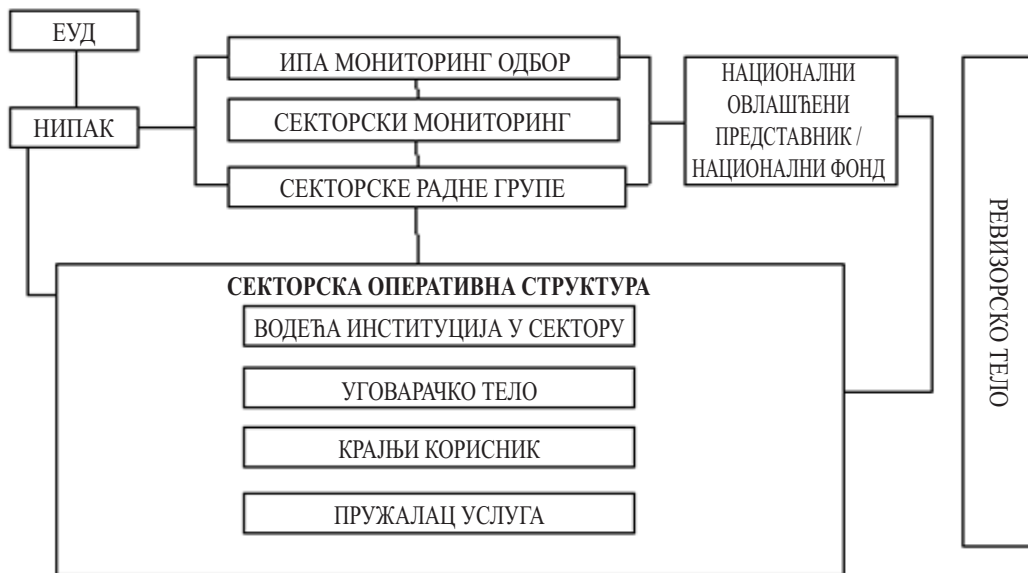 ЕУД
НИПАК
ИПА МОНИТОРИНГ ОДБОР
СЕКТОРСКИ МОНИТОРИНГ
СЕКТОРСКЕ РАДНЕ ГРУПЕ
НАЦИОНАЛНИ
ОВЛАШЋЕНИ
ПРЕДСТАВНИК /
НАЦИОНАЛНИ ФОНД
РЕВИЗОРСКО ТЕЛО
СЕКТОРСКА ОПЕРАТИВНА СТРУКТУРА
ВОДЕЋА ИНСТИТУЦИЈА У СЕКТОРУ
УГОВАРАЧКО ТЕЛО
КРАЈЊИ КОРИСНИК
ПРУЖАЛАЦ УСЛУГА